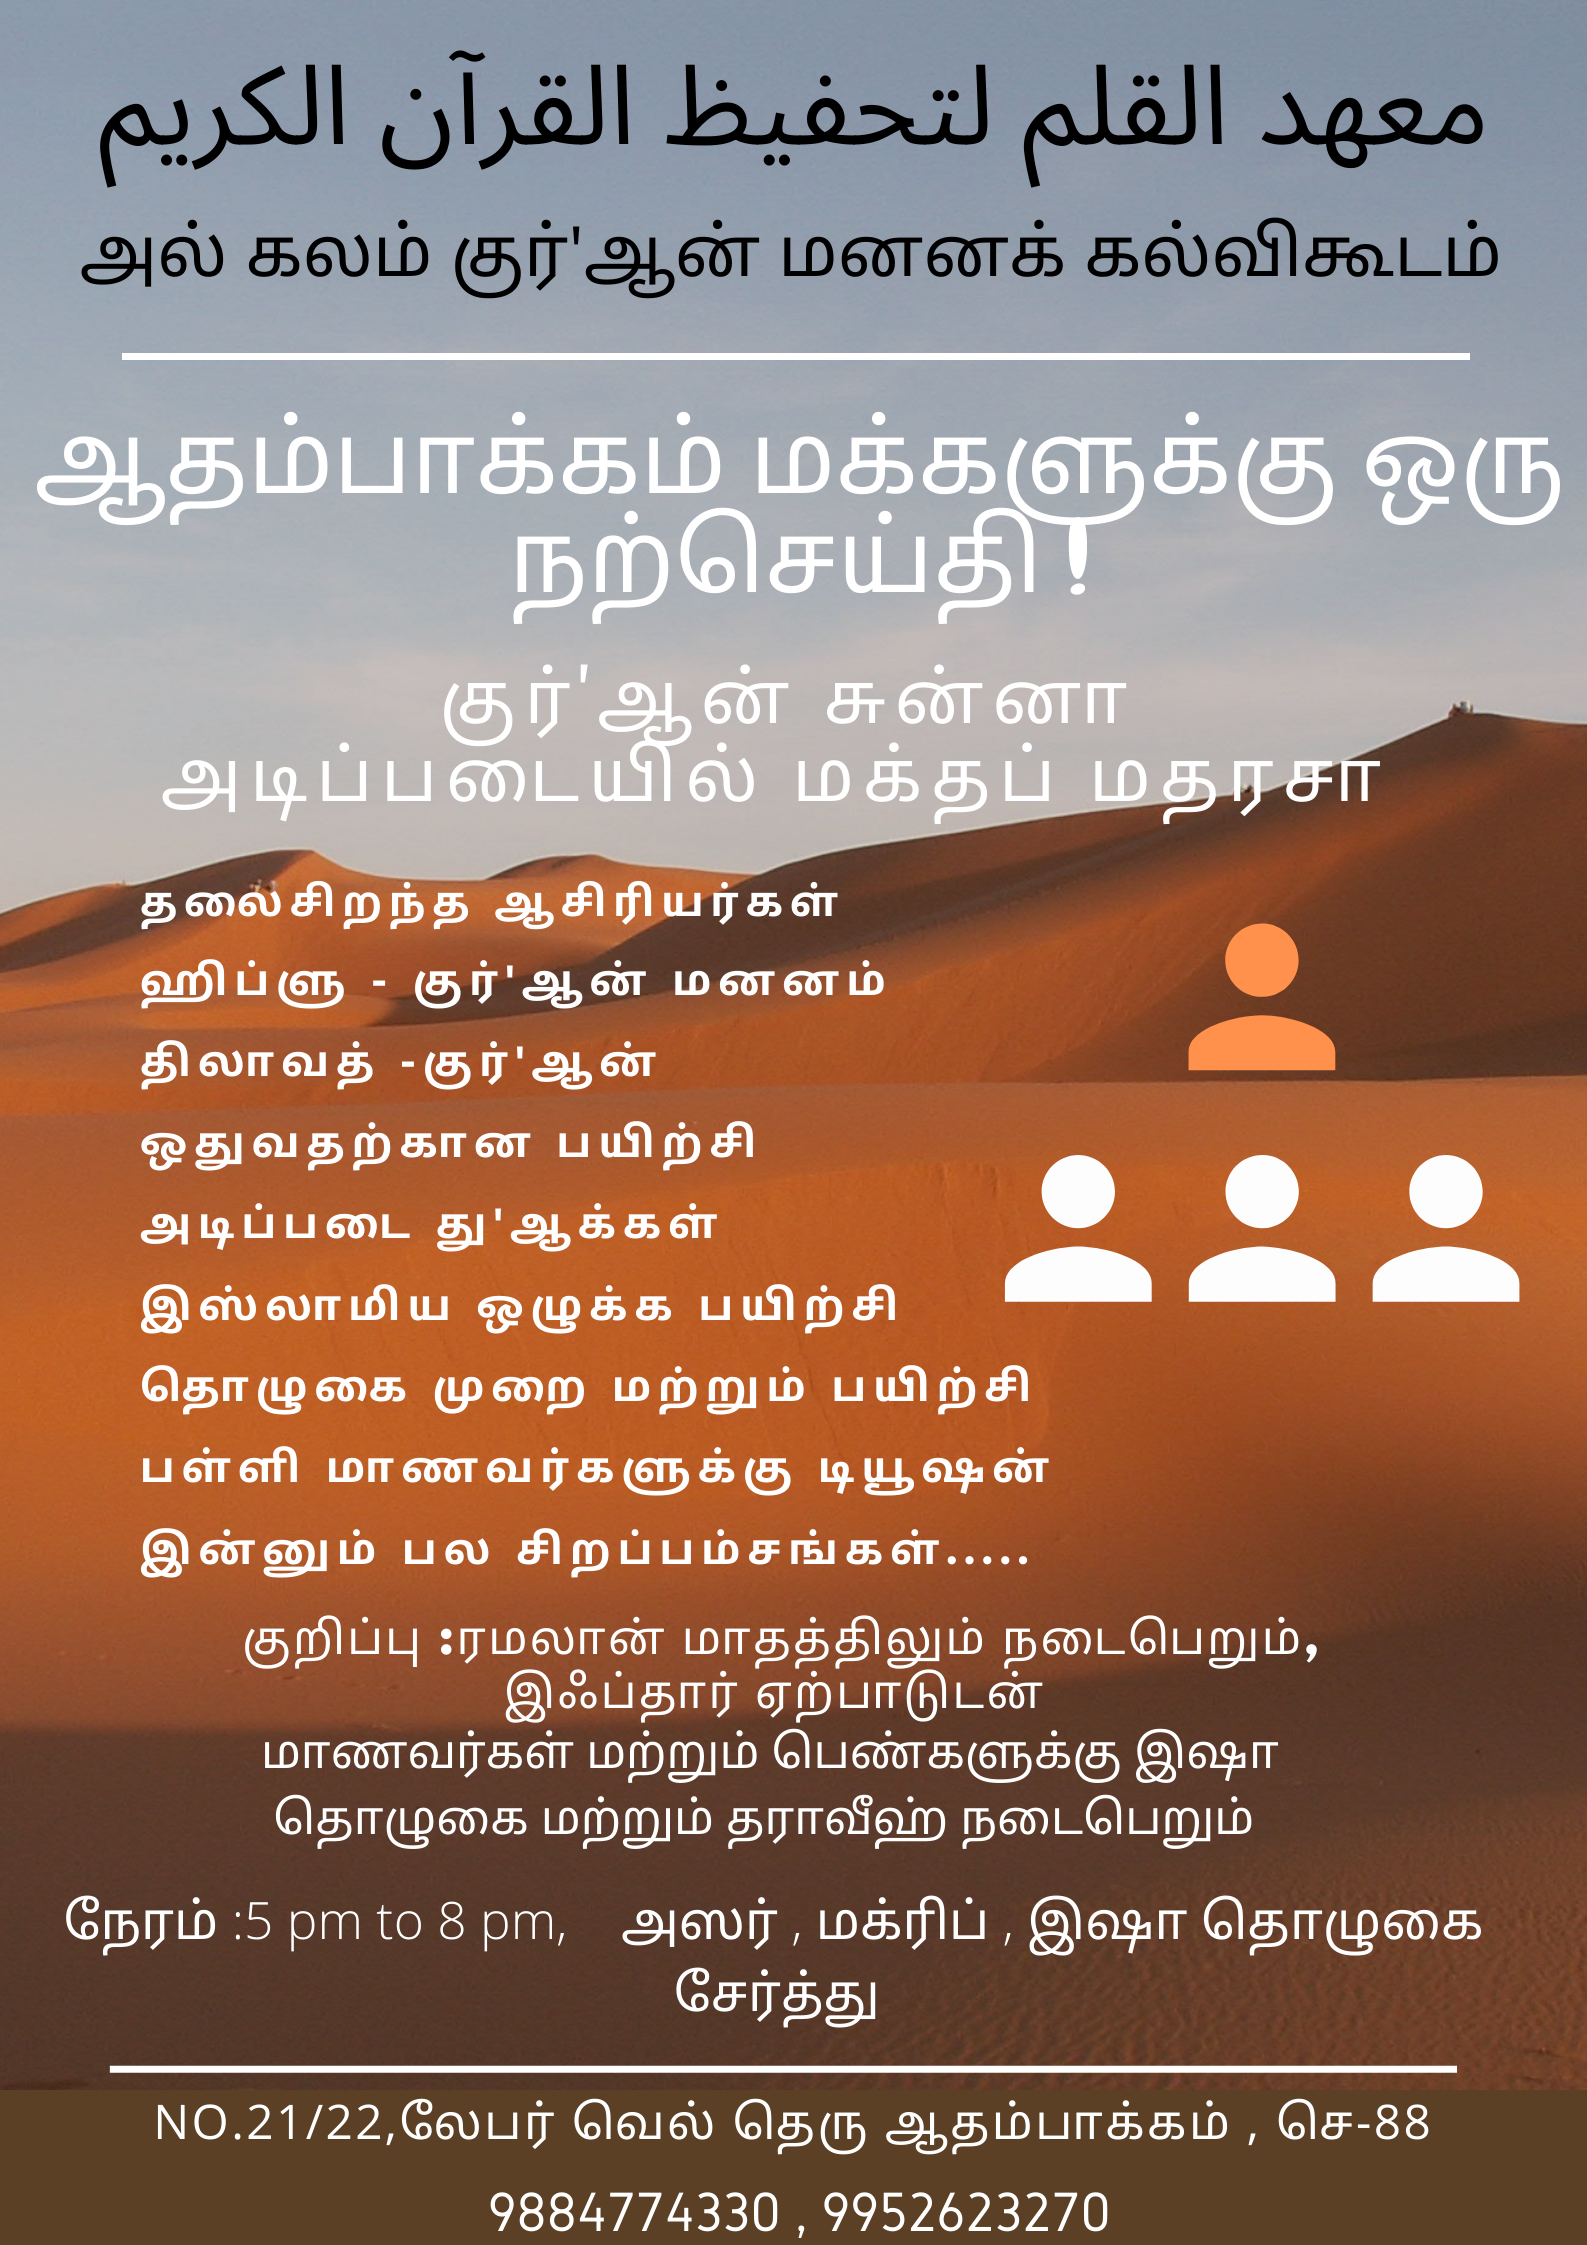 معهد القلم لتحفيظ القرآن الكريم
அல் கலம் குர்'ஆன் மனனக் கல்விகூடம்
ஆதம்பாக்கம் மக்களுக்கு ஒரு
நற்செய்தி!
குர்'ஆன் சுன்னா
அடிப்படையில் மக்தப் மதரசா
தலைசிறந்த ஆசிரியர்கள்
ஹிப்ளு - குர்'ஆன் மனனம்
திலாவத் -குர்'ஆன்
ஒதுவதற்கான பயிற்சி
அடிப்படை து'ஆக்கள்
இஸ்லாமிய ஒழுக்க பயிற்சி
தொழுகை முறை மற்றும் பயிற்சி
பள்ளி மாணவர்களுக்கு டியூஷன்
இன்னும் பல சிறப்பம்சங்கள்.....
குறிப்பு :ரமலான் மாதத்திலும் நடைபெறும்,
இஃப்தார் ஏற்பாடுடன்
மாணவர்கள் மற்றும் பெண்களுக்கு இஷா
தொழுகை மற்றும் தராவீஹ் நடைபெறும்
நேரம் :5 pm to 8 pm, அஸர் , மக்ரிப் , இஷா தொழுகை
சேர்த்து
NO.21/22,லேபர் வெல் தெரு ஆதம்பாக்கம் , செ-88
9884774330 , 9952623270